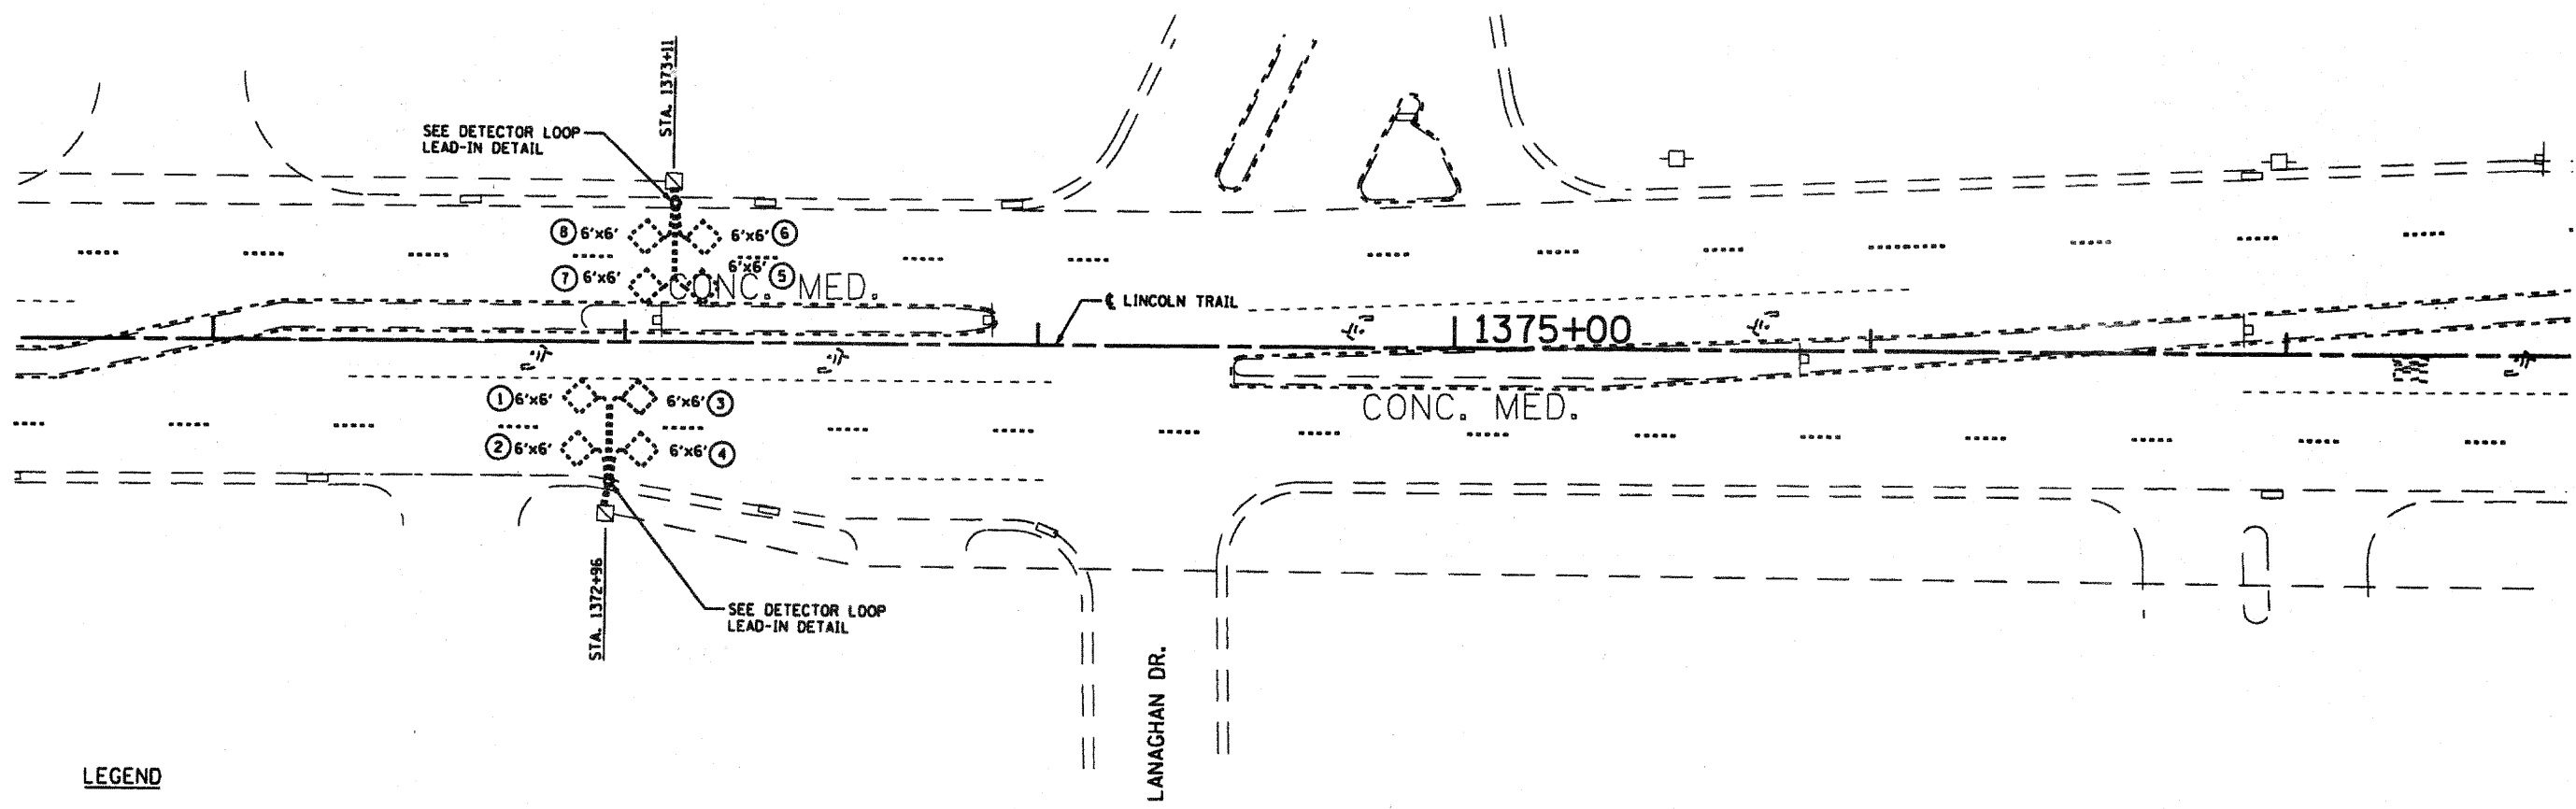 STA. 1373+11
SEE DETECTOR LOOP
LEAD-IN DETAIL
⑧ 6'x6'
6'x6' ⑥
⑦ 6'x6'
6'x6' ⑤
CONC. MED.
℄ LINCOLN TRAIL
1375+00
① 6'x6'
6'x6' ③
CONC. MED.
② 6'x6'
6'x6' ④
STA. 1372+96
SEE DETECTOR LOOP
LEAD-IN DETAIL
LANAGHAN DR.
LEGEND